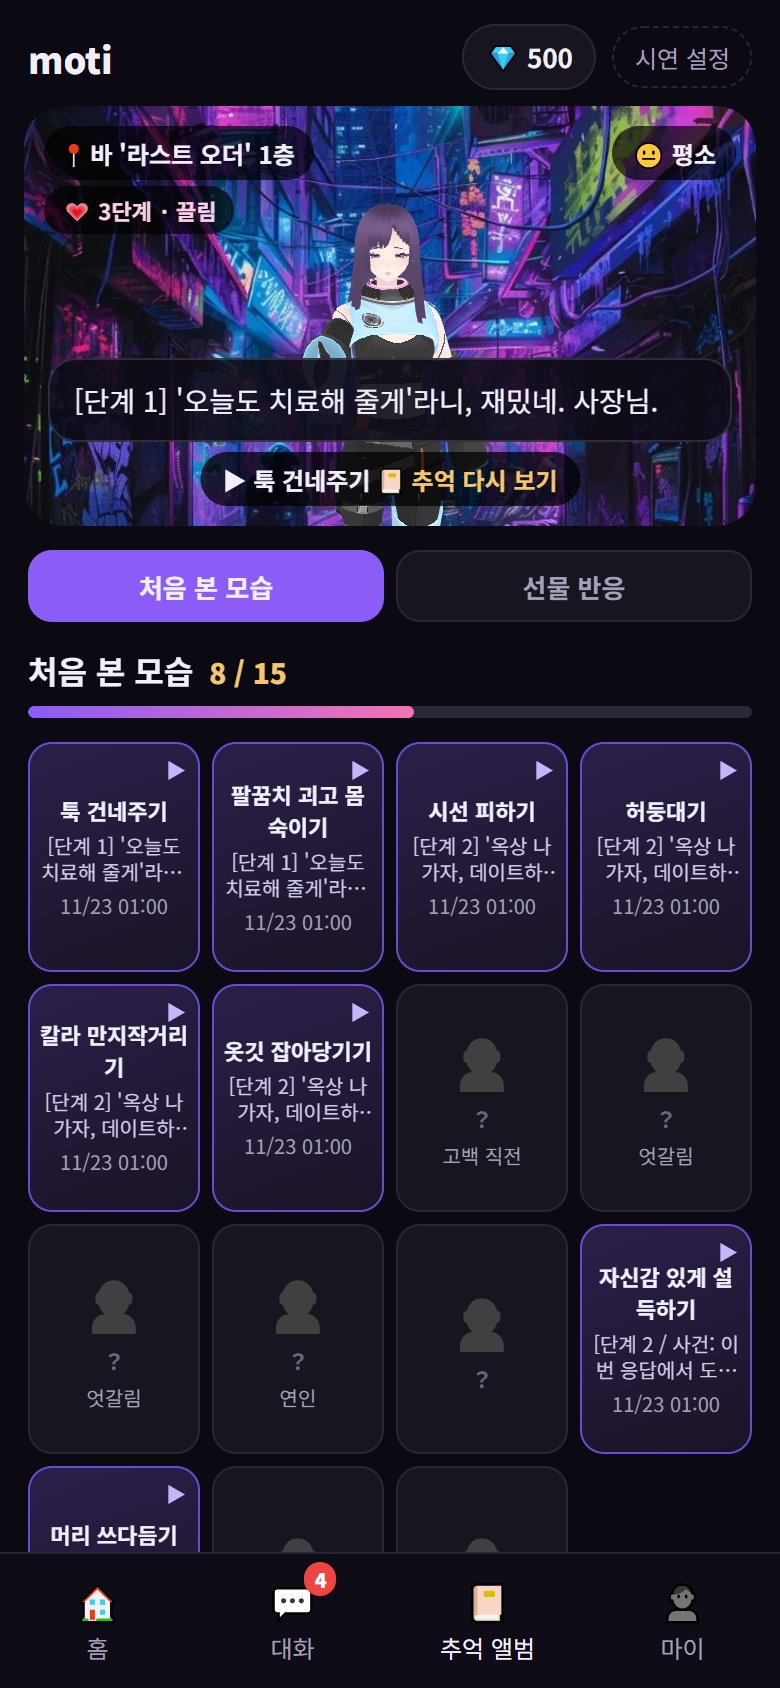 moti
500
시연 설정
바 '라스트 오더' 1층
평소
3단계 · 끌림
[단계 1] '오늘도 치료해 줄게'라니, 재밌네. 사장님.
▶ 툭 건네주기 추억 다시 보기
처음 본 모습
선물 반응
처음 본 모습 8 / 15
툭 건네주기
[단계 1] '오늘도
치료해 줄게'라…
11/23 01:00
팔꿈치 괴고 몸
숙이기
[단계 1] '오늘도
치료해 줄게'라…
11/23 01:00
시선 피하기
[단계 2] '옥상 나
가자, 데이트하…
11/23 01:00
허둥대기
[단계 2] '옥상 나
가자, 데이트하…
11/23 01:00
칼라 만지작거리
기
[단계 2] '옥상 나
가자, 데이트하…
11/23 01:00
옷깃 잡아당기기
[단계 2] '옥상 나
가자, 데이트하…
11/23 01:00
?
고백 직전
?
엇갈림
?
엇갈림
?
연인
?
자신감 있게 설
득하기
[단계 2 / 사건: 이
번 응답에서 도…
11/23 01:00
머리 쓰다듬기
홈
4
대화
추억 앨범
마이